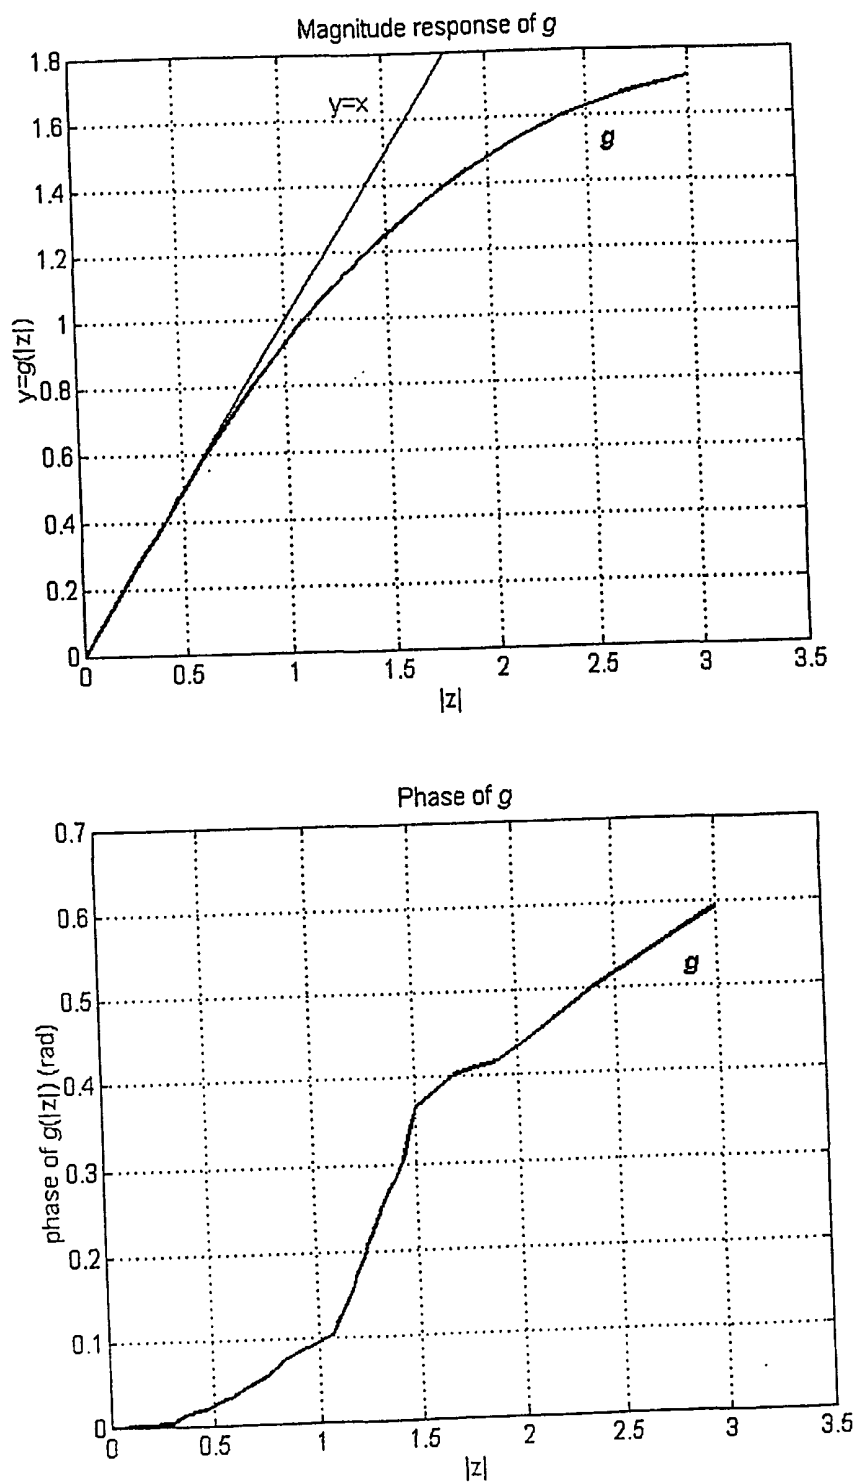 Magnitude response of g
1.8
y=x
1.6
g
1.4
1.2
1
0.8
0.6
0.4
0.2
0
y=g(|z|)
0 0.5 1 1.5 2 2.5 3 3.5
|z|
Phase of g
0.7
0.6
g
0.5
0.4
0.3
0.2
0.1
0
phase of g(|z|) (rad)
0 0.5 1 1.5 2 2.5 3 3.5
|z|